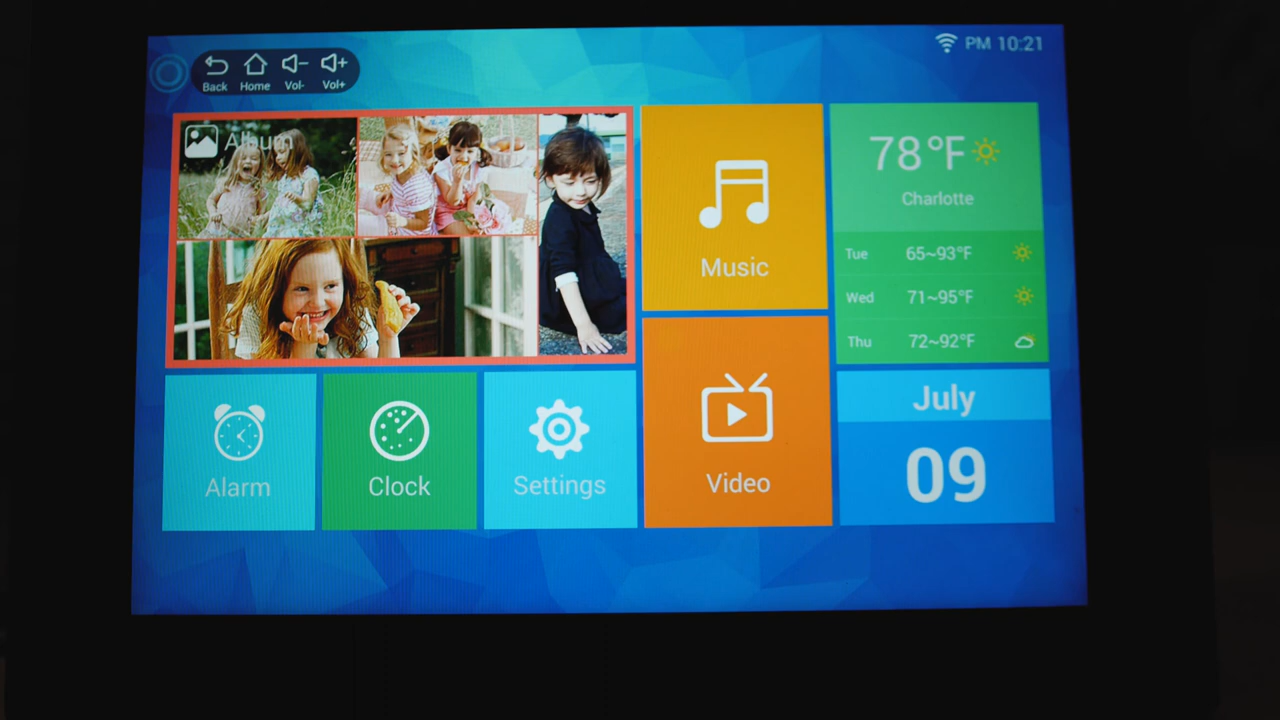 PM 10:21
Back Home Vol- Vol+
Album
Music
78°F
Charlotte
Tue 65~93°F
Wed 71~95°F
Thu 72~92°F
Alarm
Clock
Settings
Video
July
09